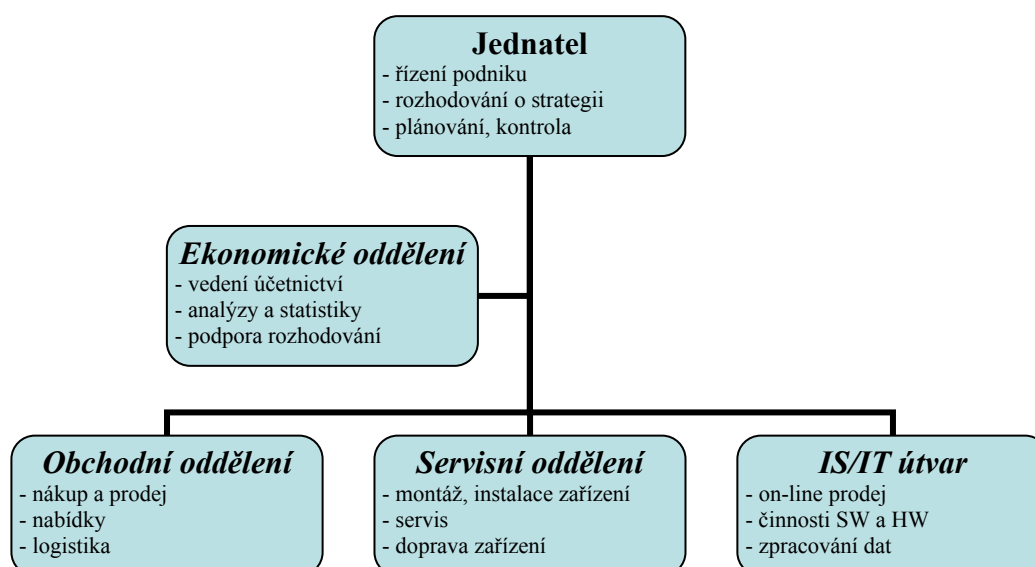 Jednatel
- řízení podniku
- rozhodování o strategii
- plánování, kontrola
Ekonomické oddělení
- vedení účetnictví
- analýzy a statistiky
- podpora rozhodování
Obchodní oddělení
- nákup a prodej
- nabídky
- logistika
Servisní oddělení
- montáž, instalace zařízení
- servis
- doprava zařízení
IS/IT útvar
- on-line prodej
- činnosti SW a HW
- zpracování dat